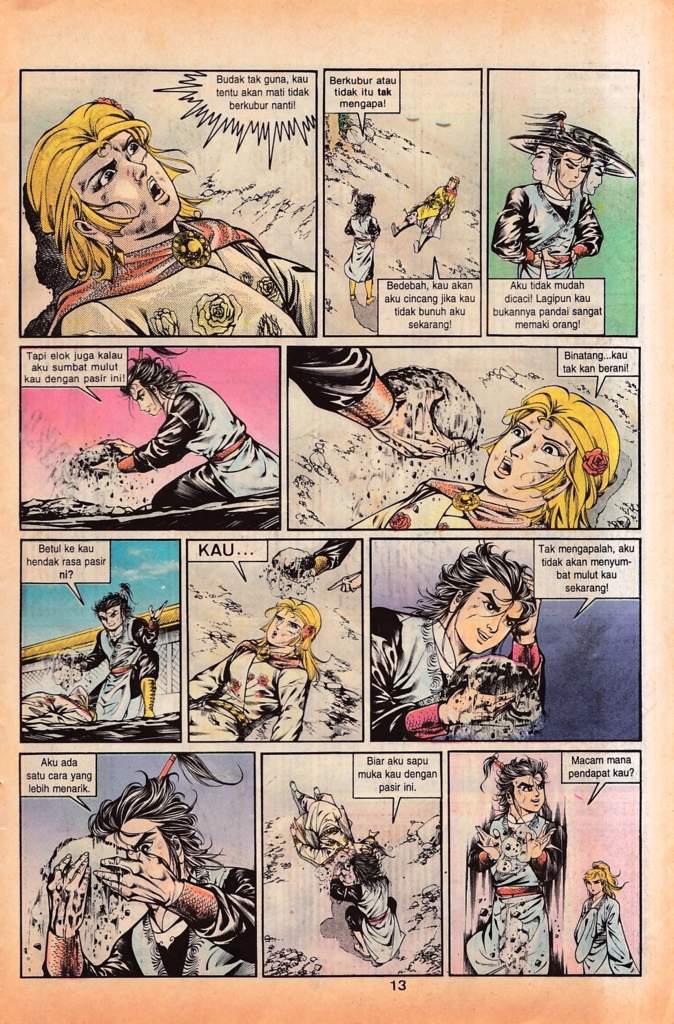 Budak tak guna, kau
tentu akan mati tidak
berkubur nanti!
Berkubur atau
tidak itu tak
mengapa!
Bedebah, kau akan
aku cincang jika kau
tidak bunuh aku
sekarang!
Aku tidak mudah
dicaci! Lagipun kau
bukannya pandai sangat
memaki orang!
Tapi elok juga kalau
aku sumbat mulut
kau dengan pasir ini!
Binatang...kau
tak kan berani!
Betul ke kau
hendak rasa pasir
ni?
KAU...
Tak mengapalah, aku
tidak akan menyum-
bat mulut kau
sekarang!
Aku ada
satu cara yang
lebih menarik.
Biar aku sapu
muka kau dengan
pasir ini.
Macam mana
pendapat kau?
13